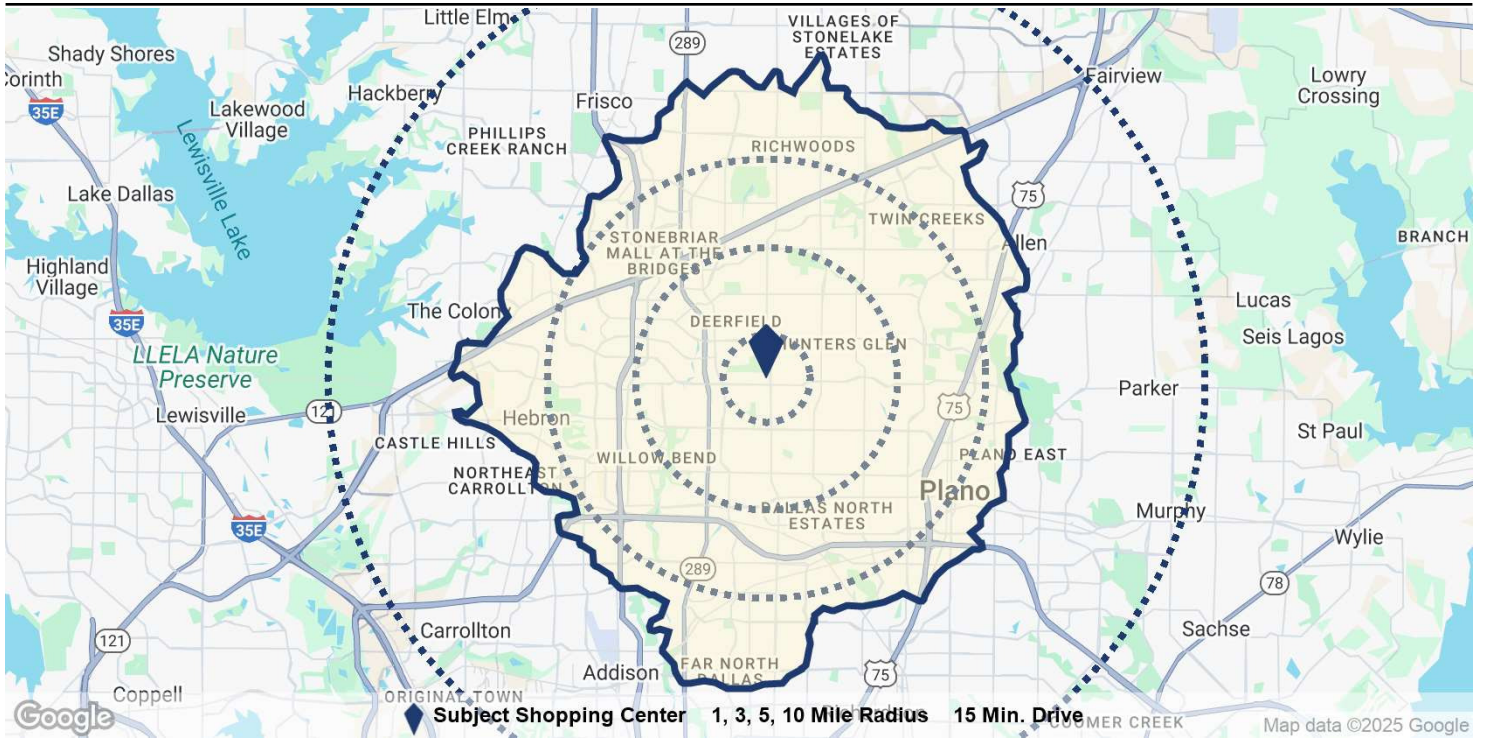 Little Elm
VILLAGES OF
STONELAKE
ESTATES
289
Shady Shores
Corinth
Fairview
Lowry
Crossing
Hackberry
35E
Lakewood
Village
Frisco
PHILLIPS
CREEK RANCH
RICHWOODS
Lewisville Lake
Lake Dallas
75
TWIN CREEKS
STONEBRIAR
MALL AT THE
BRIDGES
Allen
BRANCH
Highland
Village
The Colony
Lucas
35E
DEERFIELD
HUNTERS GLEN
Seis Lagos
LLELA Nature
Preserve
Parker
121
75
Lewisville
Hebron
St Paul
CASTLE HILLS
WILLOW BEND
PLANO EAST
NORTHEAST
CARROLLTON
Plano
DALLAS NORTH
ESTATES
Murphy
35E
Wylie
289
78
121
Carrollton
Sachse
Addison
FAR NORTH
DALLAS
75
Coppell
ORIGINAL TOWN
Google
Subject Shopping Center 1, 3, 5, 10 Mile Radius 15 Min. Drive
Richardson
COOMER CREEK
Map data ©2025 Google